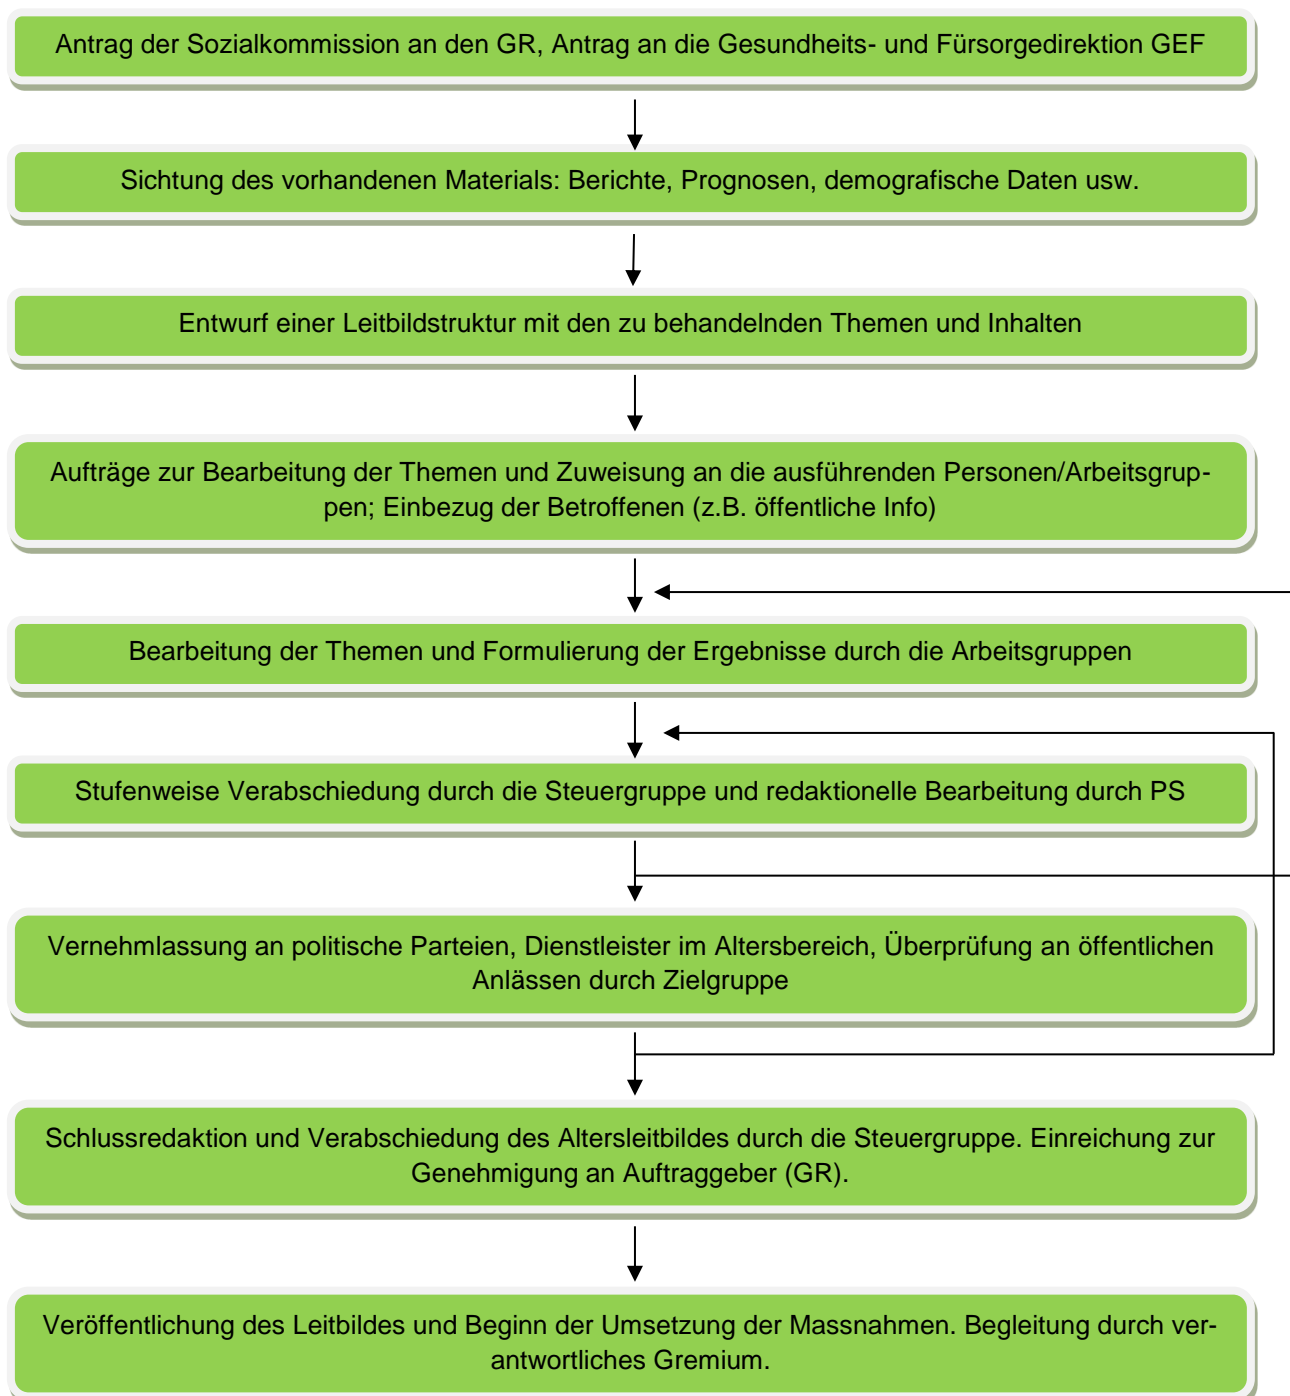 Antrag der Sozialkommission an den GR, Antrag an die Gesundheits- und Fürsorgedirektion GEF
Sichtung des vorhandenen Materials: Berichte, Prognosen, demografische Daten usw.
Entwurf einer Leitbildstruktur mit den zu behandelnden Themen und Inhalten
Aufträge zur Bearbeitung der Themen und Zuweisung an die ausführenden Personen/Arbeitsgrup-
pen; Einbezug der Betroffenen (z.B. öffentliche Info)
Bearbeitung der Themen und Formulierung der Ergebnisse durch die Arbeitsgruppen
Stufenweise Verabschiedung durch die Steuergruppe und redaktionelle Bearbeitung durch PS
Vernehmlassung an politische Parteien, Dienstleister im Altersbereich, Überprüfung an öffentlichen
Anlässen durch Zielgruppe
Schlussredaktion und Verabschiedung des Altersleitbildes durch die Steuergruppe. Einreichung zur
Genehmigung an Auftraggeber (GR).
Veröffentlichung des Leitbildes und Beginn der Umsetzung der Massnahmen. Begleitung durch ver-
antwortliches Gremium.